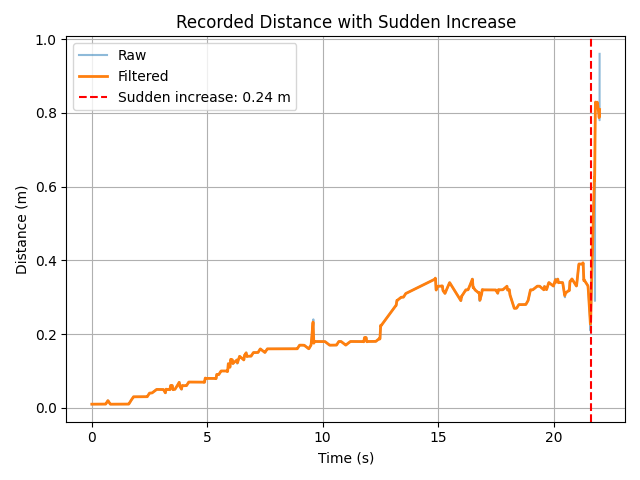 Recorded Distance with Sudden Increase
Raw
Filtered
Sudden increase: 0.24 m
Distance (m)
1.0
0.8
0.6
0.4
0.2
0.0
0 5 10 15 20
Time (s)